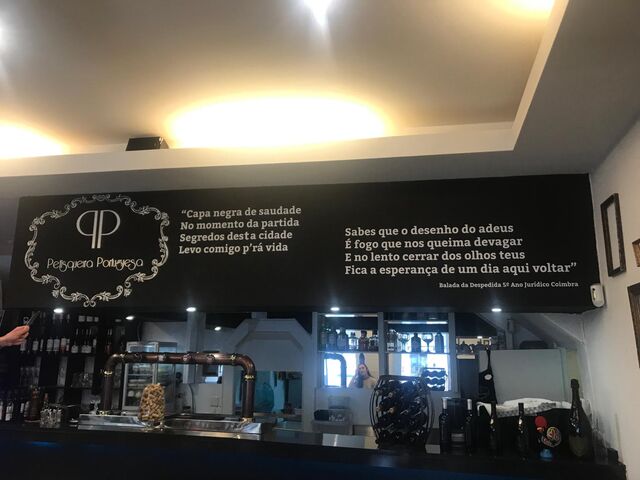 PP
Petisqueira Portuguesa
“Capa negra de saudade
No momento da partida
Segredos desta cidade
Levo comigo p'rá vida
Sabes que o desenho do adeus
É fogo que nos queima devagar
E no lento cerrar dos olhos teus
Fica a esperança de um dia aqui voltar”
Balada da Despedida 5º Ano Jurídico Coimbra